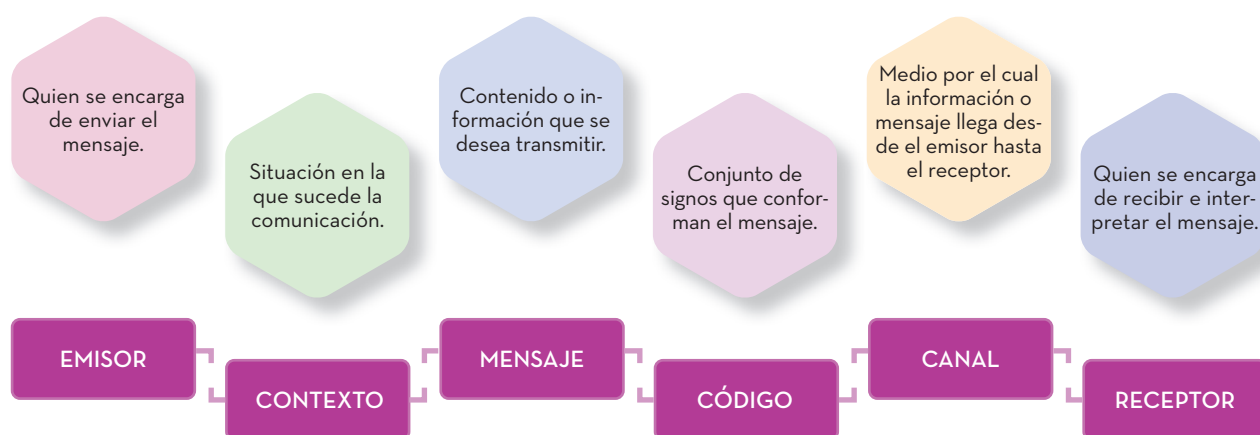 Quien se encarga
de enviar el
mensaje.
Situación en la
que sucede la
comunicación.
Contenido o in-
formación que se
desea transmitir.
Conjunto de
signos que confor-
man el mensaje.
Medio por el cual
la información o
mensaje llega des-
de el emisor hasta
el receptor.
Quien se encarga
de recibir e inter-
pretar el mensaje.
EMISOR
CONTEXTO
MENSAJE
CÓDIGO
CANAL
RECEPTOR